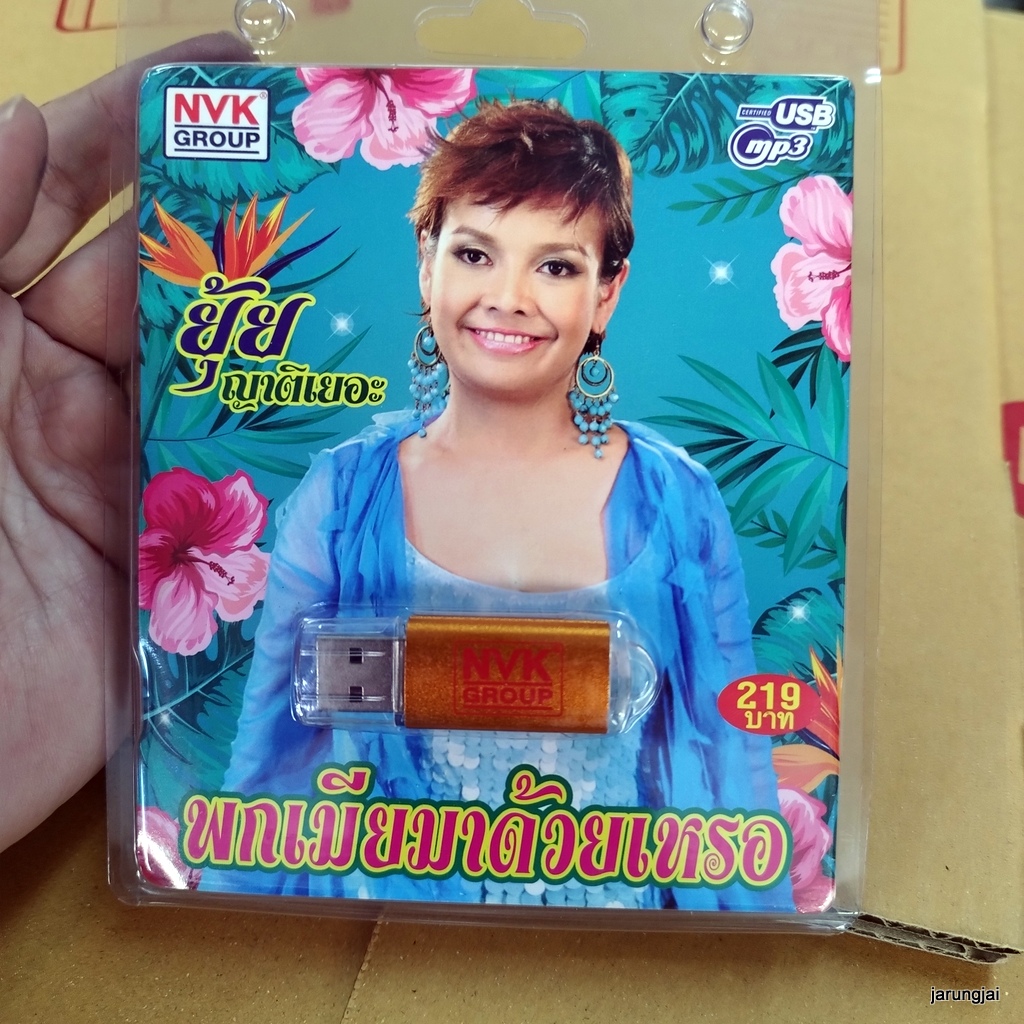 NVK®
GROUP
CERTIFIED USB
mp3
ยุ้ย
ญาติเยอะ
NVK
GROUP
219
บาท
พกเมียมาด้วยเหรอ
jarungjai